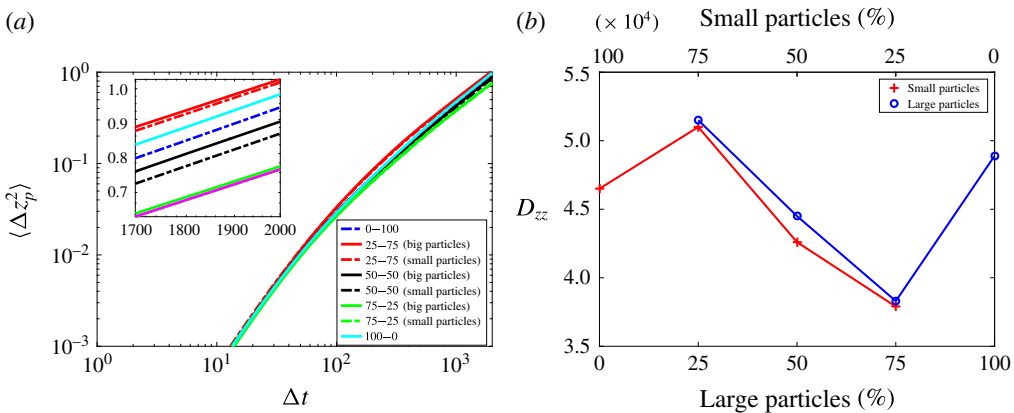 (a)
10⁰
10⁻¹
10⁻²
10⁻³
⟨Δz_p²⟩
10⁰ 10¹ 10² 10³
Δt
1.0
0.9
0.8
0.7
1700 1800 1900 2000
0–100
25–75 (big particles)
25–75 (small particles)
50–50 (big particles)
50–50 (small particles)
75–25 (big particles)
75–25 (small particles)
100–0
(b)
(× 10⁴)
Small particles (%)
100 75 50 25 0
5.5
5.0
4.5
4.0
3.5
D_zz
Small particles
Large particles
0 25 50 75 100
Large particles (%)